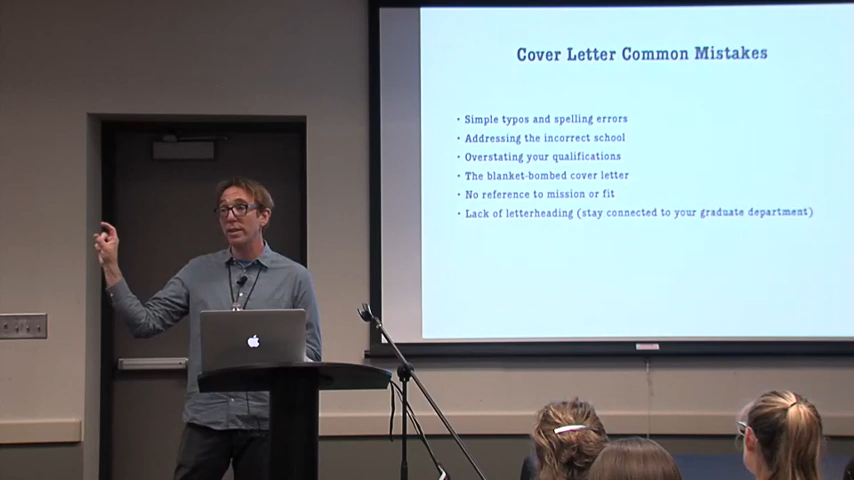 Cover Letter Common Mistakes
• Simple typos and spelling errors
• Addressing the incorrect school
• Overstating your qualifications
• The blanket-bombed cover letter
• No reference to mission or fit
• Lack of letterheading (stay connected to your graduate department)